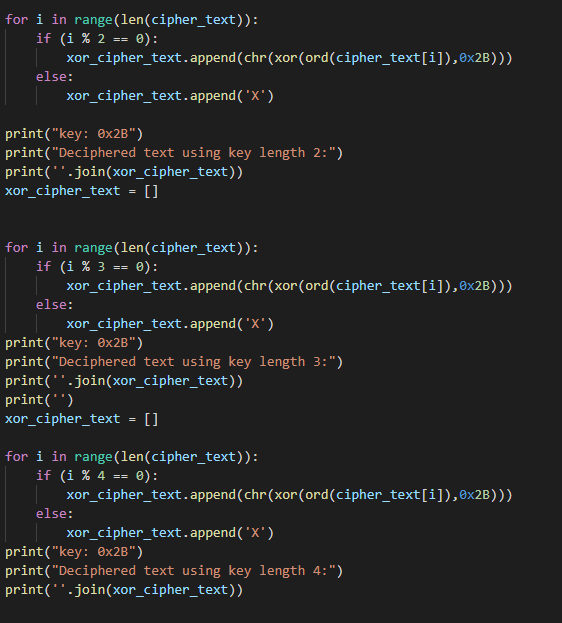 for i in range(len(cipher_text)):
    if (i % 2 == 0):
        xor_cipher_text.append(chr(xor(ord(cipher_text[i]),0x2B)))
    else:
        xor_cipher_text.append('X')

print("key: 0x2B")
print("Deciphered text using key length 2:")
print(''.join(xor_cipher_text))
xor_cipher_text = []


for i in range(len(cipher_text)):
    if (i % 3 == 0):
        xor_cipher_text.append(chr(xor(ord(cipher_text[i]),0x2B)))
    else:
        xor_cipher_text.append('X')
print("key: 0x2B")
print("Deciphered text using key length 3:")
print(''.join(xor_cipher_text))
print('')
xor_cipher_text = []

for i in range(len(cipher_text)):
    if (i % 4 == 0):
        xor_cipher_text.append(chr(xor(ord(cipher_text[i]),0x2B)))
    else:
        xor_cipher_text.append('X')
print("key: 0x2B")
print("Deciphered text using key length 4:")
print(''.join(xor_cipher_text))